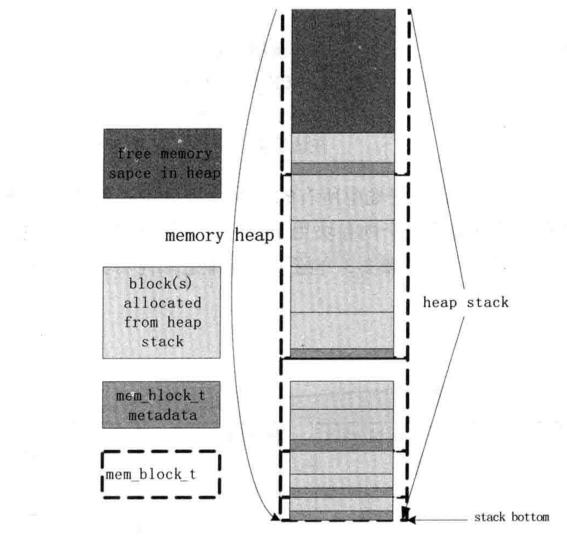 free memory
sapce in heap
memory heap
block(s)
allocated
from heap
stack
heap stack
mem_block_t
metadata
mem_block_t
stack bottom